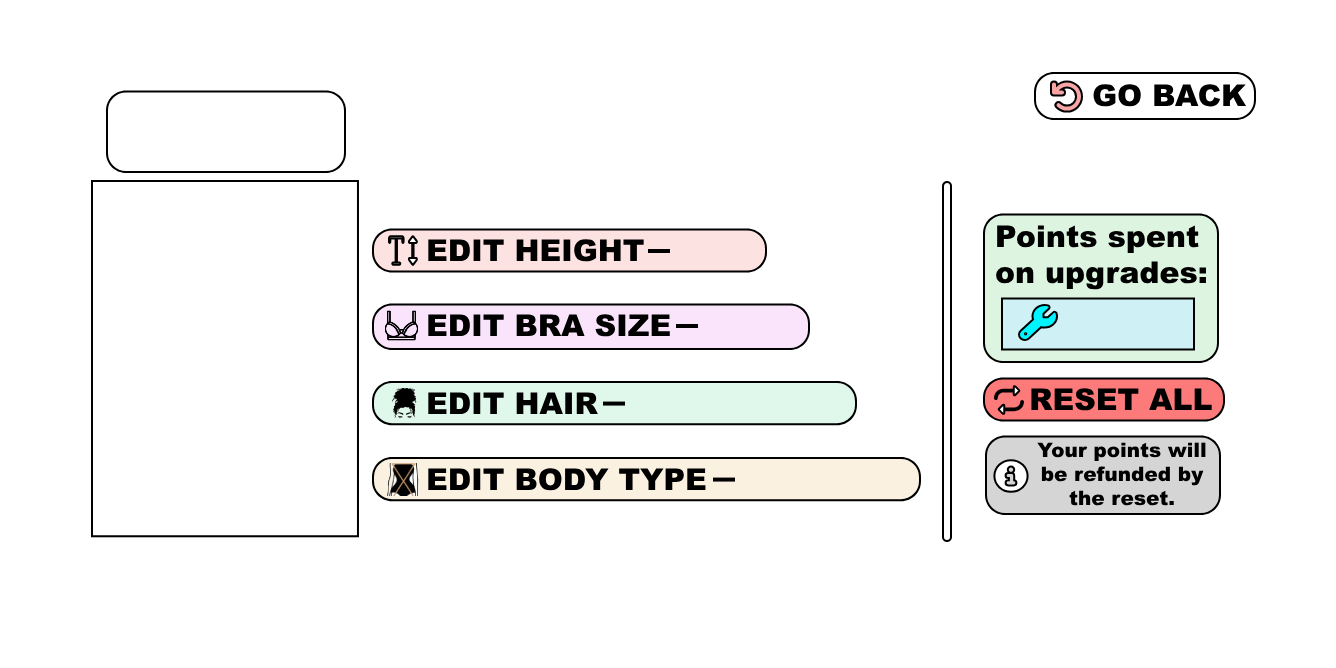 GO BACK
EDIT HEIGHT–
EDIT BRA SIZE–
EDIT HAIR–
EDIT BODY TYPE–
Points spent
on upgrades:
RESET ALL
Your points will
be refunded by
the reset.